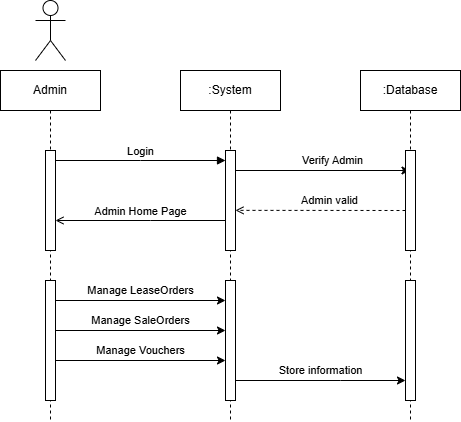 Admin
:System
:Database
Login
Verify Admin
Admin valid
Admin Home Page
Manage LeaseOrders
Manage SaleOrders
Manage Vouchers
Store information